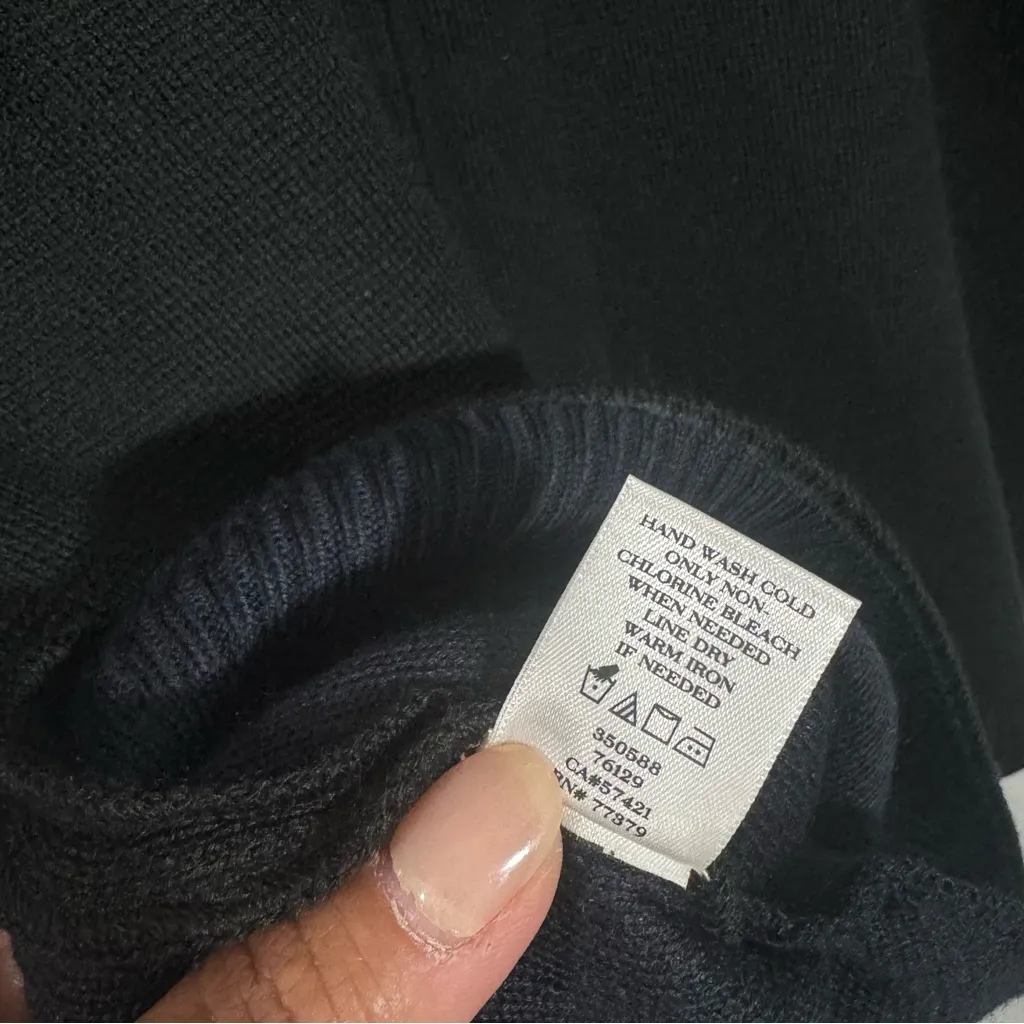 HAND WASH COLD
ONLY NON-
CHLORINE BLEACH
WHEN NEEDED
LINE DRY
WARM IRON
IF NEEDED
350588
76129
CA#57421
RN# 77379